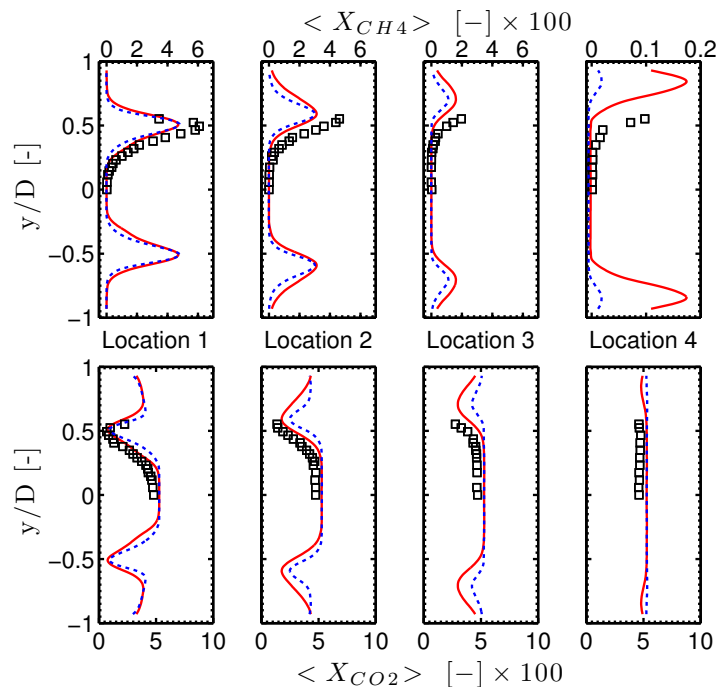 < X_{CH4} > [−] × 100
0 2 4 6 0 2 4 6 0 2 4 6 0 0.1 0.2
1
0.5
0
−0.5
−1
y/D [-]
Location 1 Location 2 Location 3 Location 4
1
0.5
0
−0.5
−1
y/D [-]
0 5 10 0 5 10 0 5 10 0 5 10
< X_{CO2} > [−] × 100